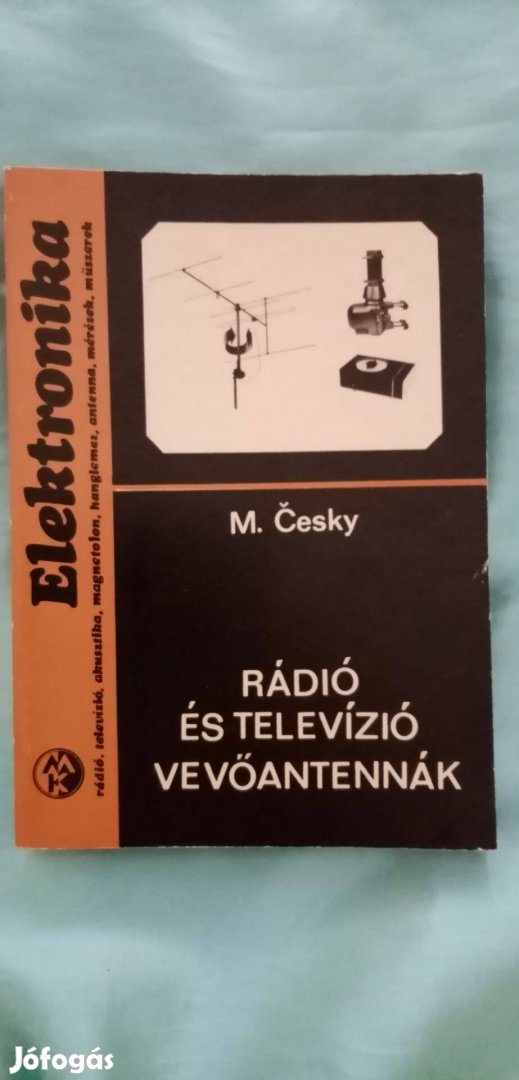 Elektronika
rádió, televízió, akusztika, magnetofon, hanglemez, antenna, mérések, műszerek
M. Česky
RÁDIÓ
ÉS TELEVÍZIÓ
VEVŐANTENNÁK
Jófogás